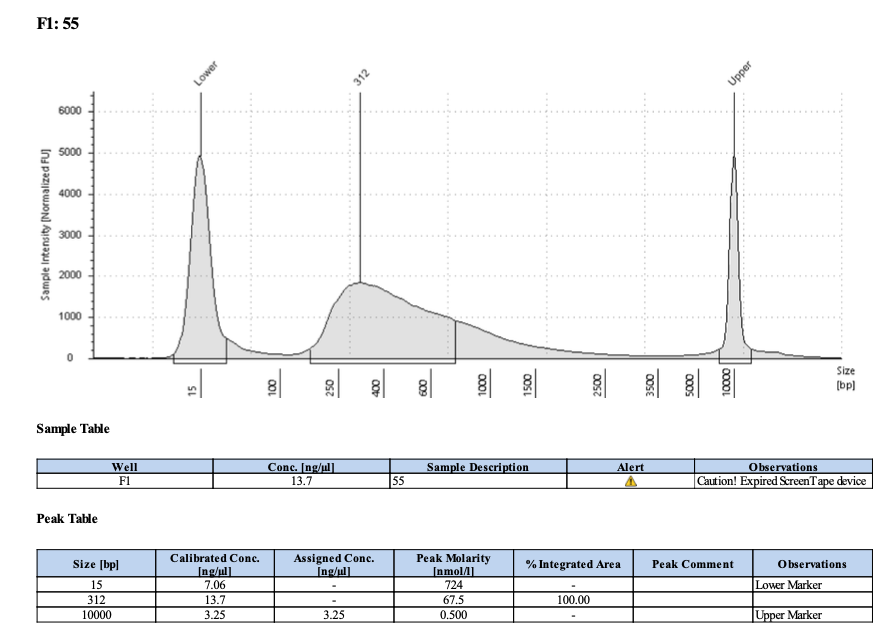 F1: 55
Lower
312
Upper
Sample Intensity [Normalized FU]
6000
5000
4000
3000
2000
1000
0
15
100
250
400
600
1000
1500
2500
3500
5000
10000
Size
[bp]
Sample Table
Well Conc. [ng/µl] Sample Description Alert Observations
F1 13.7 55 Caution! Expired ScreenTape device
Peak Table
Size [bp] Calibrated Conc. [ng/µl] Assigned Conc. [ng/µl] Peak Molarity [nmol/l] % Integrated Area Peak Comment Observations
15 7.06 - 724 - Lower Marker
312 13.7 - 67.5 100.00
10000 3.25 3.25 0.500 - Upper Marker